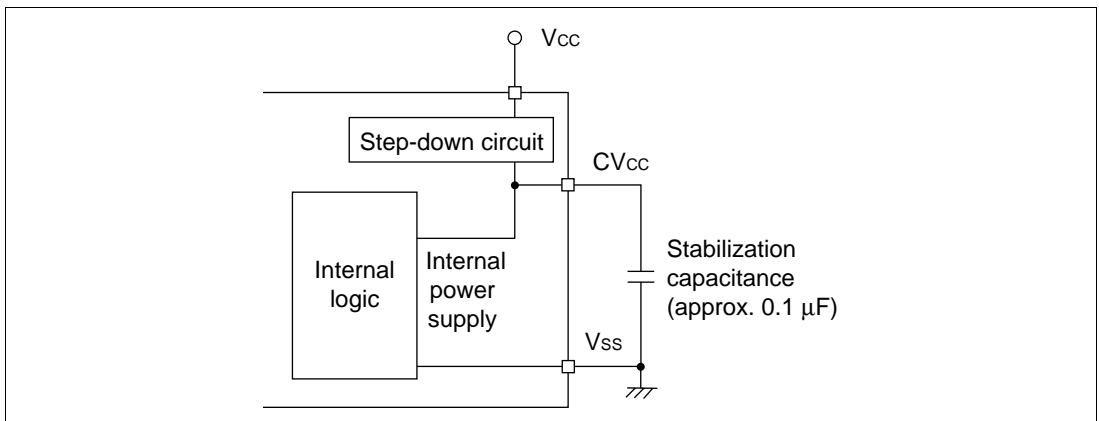 Vcc
Step-down circuit
CVcc
Internal
logic
Internal
power
supply
Stabilization
capacitance
(approx. 0.1 μF)
Vss